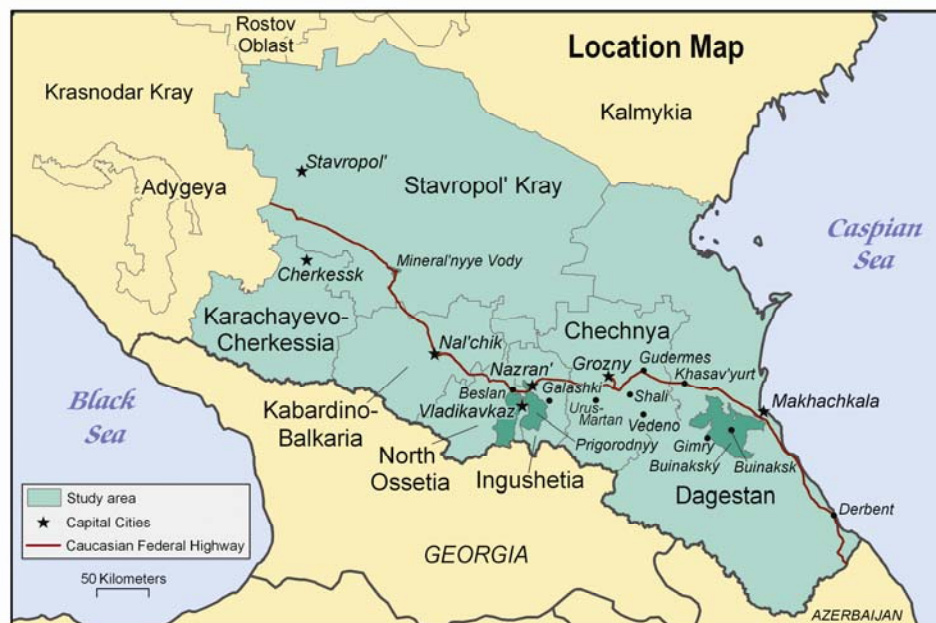 Location Map
Rostov
Oblast
Krasnodar Kray
Kalmykia
Stavropol'
Adygeya
Stavropol' Kray
Caspian
Sea
Mineral'nyye Vody
Cherkessk
Karachayevo-
Cherkessia
Chechnya
Nal'chik
Nazran'
Grozny
Gudermes
Khasav'yurt
Beslan
Galashki
Shali
Black
Sea
Kabardino-
Balkaria
Vladikavkaz
Urus-
Martan
Vedeno
Makhachkala
Prigorodnyy
Gimry
Buinaksky
Buinaksk
North
Ossetia
Ingushetia
Dagestan
Study area
Capital Cities
Caucasian Federal Highway
Derbent
GEORGIA
50 Kilometers
AZERBAIJAN